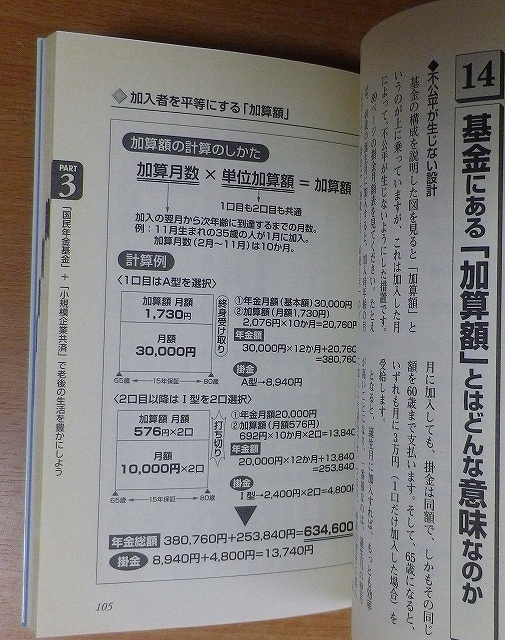 ◆加入者を平等にする「加算額」
加算額の計算のしかた
加算月数 × 単位加算額 = 加算額
1口目も2口目も共通
加入の翌月から次年齢に到達するまでの月数。
例：11月生まれの35歳の人が1月に加入。
加算月数(2月〜11月)は10か月。
計算例
〈1口目はA型を選択〉
加算額 月額
1,730円
月額
30,000円
終身受け取り
65歳 15年保証 80歳
①年金月額(基本額)30,000円
②加算額(月額1,730円)
2,076円×10か月=20,760
年金額
30,000円×12か月+20,760
=380,760
掛金
A型→8,940円
〈2口目以降はI型を2口選択〉
加算額 月額
576円×2口
月額
10,000円×2口
打ち切り
65歳 15年保証 80歳
①年金月額20,000円
②加算額(月額576円)
692円×10か月×2口=13,840
年金額
20,000円×12か月+13,840
=253,840
掛金
I型→2,400円×2口=4,800
年金総額 380,760円+253,840円=634,600
掛金 8,940円+4,800円=13,740円
105
PART
3
「国民年金基金」+「小規模企業共済」で老後の生活を豊かにしよう
14
基金にある「加算額」とはどんな意味なのか
◆不公平が生じない設計
基金の構成を説明した図を見ると「加算額」と
いうのが上に乗っていますが、これは加入した月
によって、不公平が生じないようにした措置です。
月に加入しても、掛金は同額で、しかもその同じ
額を60歳まで支払います。そして、65歳になると、
いずれも月に3万円(1口だけ加入した場合)を
受給します。